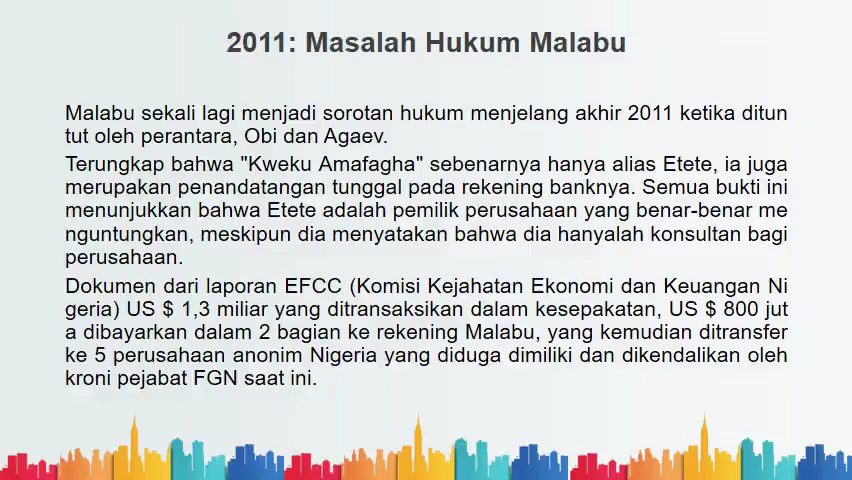 2011: Masalah Hukum Malabu
Malabu sekali lagi menjadi sorotan hukum menjelang akhir 2011 ketika ditun
tut oleh perantara, Obi dan Agaev.
Terungkap bahwa "Kweku Amafagha" sebenarnya hanya alias Etete, ia juga
merupakan penandatangan tunggal pada rekening banknya. Semua bukti ini
menunjukkan bahwa Etete adalah pemilik perusahaan yang benar-benar me
nguntungkan, meskipun dia menyatakan bahwa dia hanyalah konsultan bagi
perusahaan.
Dokumen dari laporan EFCC (Komisi Kejahatan Ekonomi dan Keuangan Ni
geria) US $ 1,3 miliar yang ditransaksikan dalam kesepakatan, US $ 800 jut
a dibayarkan dalam 2 bagian ke rekening Malabu, yang kemudian ditransfer
ke 5 perusahaan anonim Nigeria yang diduga dimiliki dan dikendalikan oleh
kroni pejabat FGN saat ini.